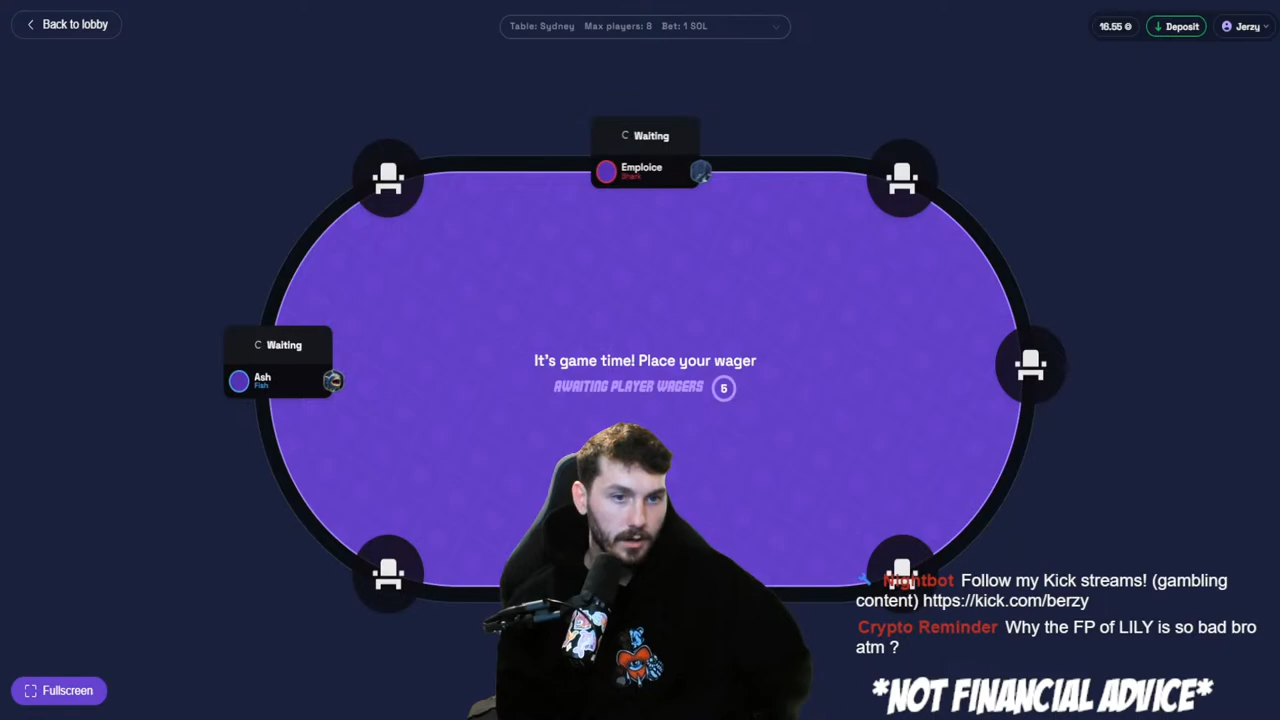 Back to lobby
Table: Sydney Max players: 8 Bet: 1 SOL
16.55
Deposit
Jerzy
Waiting
Emploice
Shark
Waiting
Ash
Fish
It's game time! Place your wager
AWAITING PLAYER WAGERS 5
Nightbot Follow my Kick streams! (gambling
content) https://kick.com/berzy
Crypto Reminder Why the FP of LILY is so bad bro
atm ?
*NOT FINANCIAL ADVICE*
Fullscreen